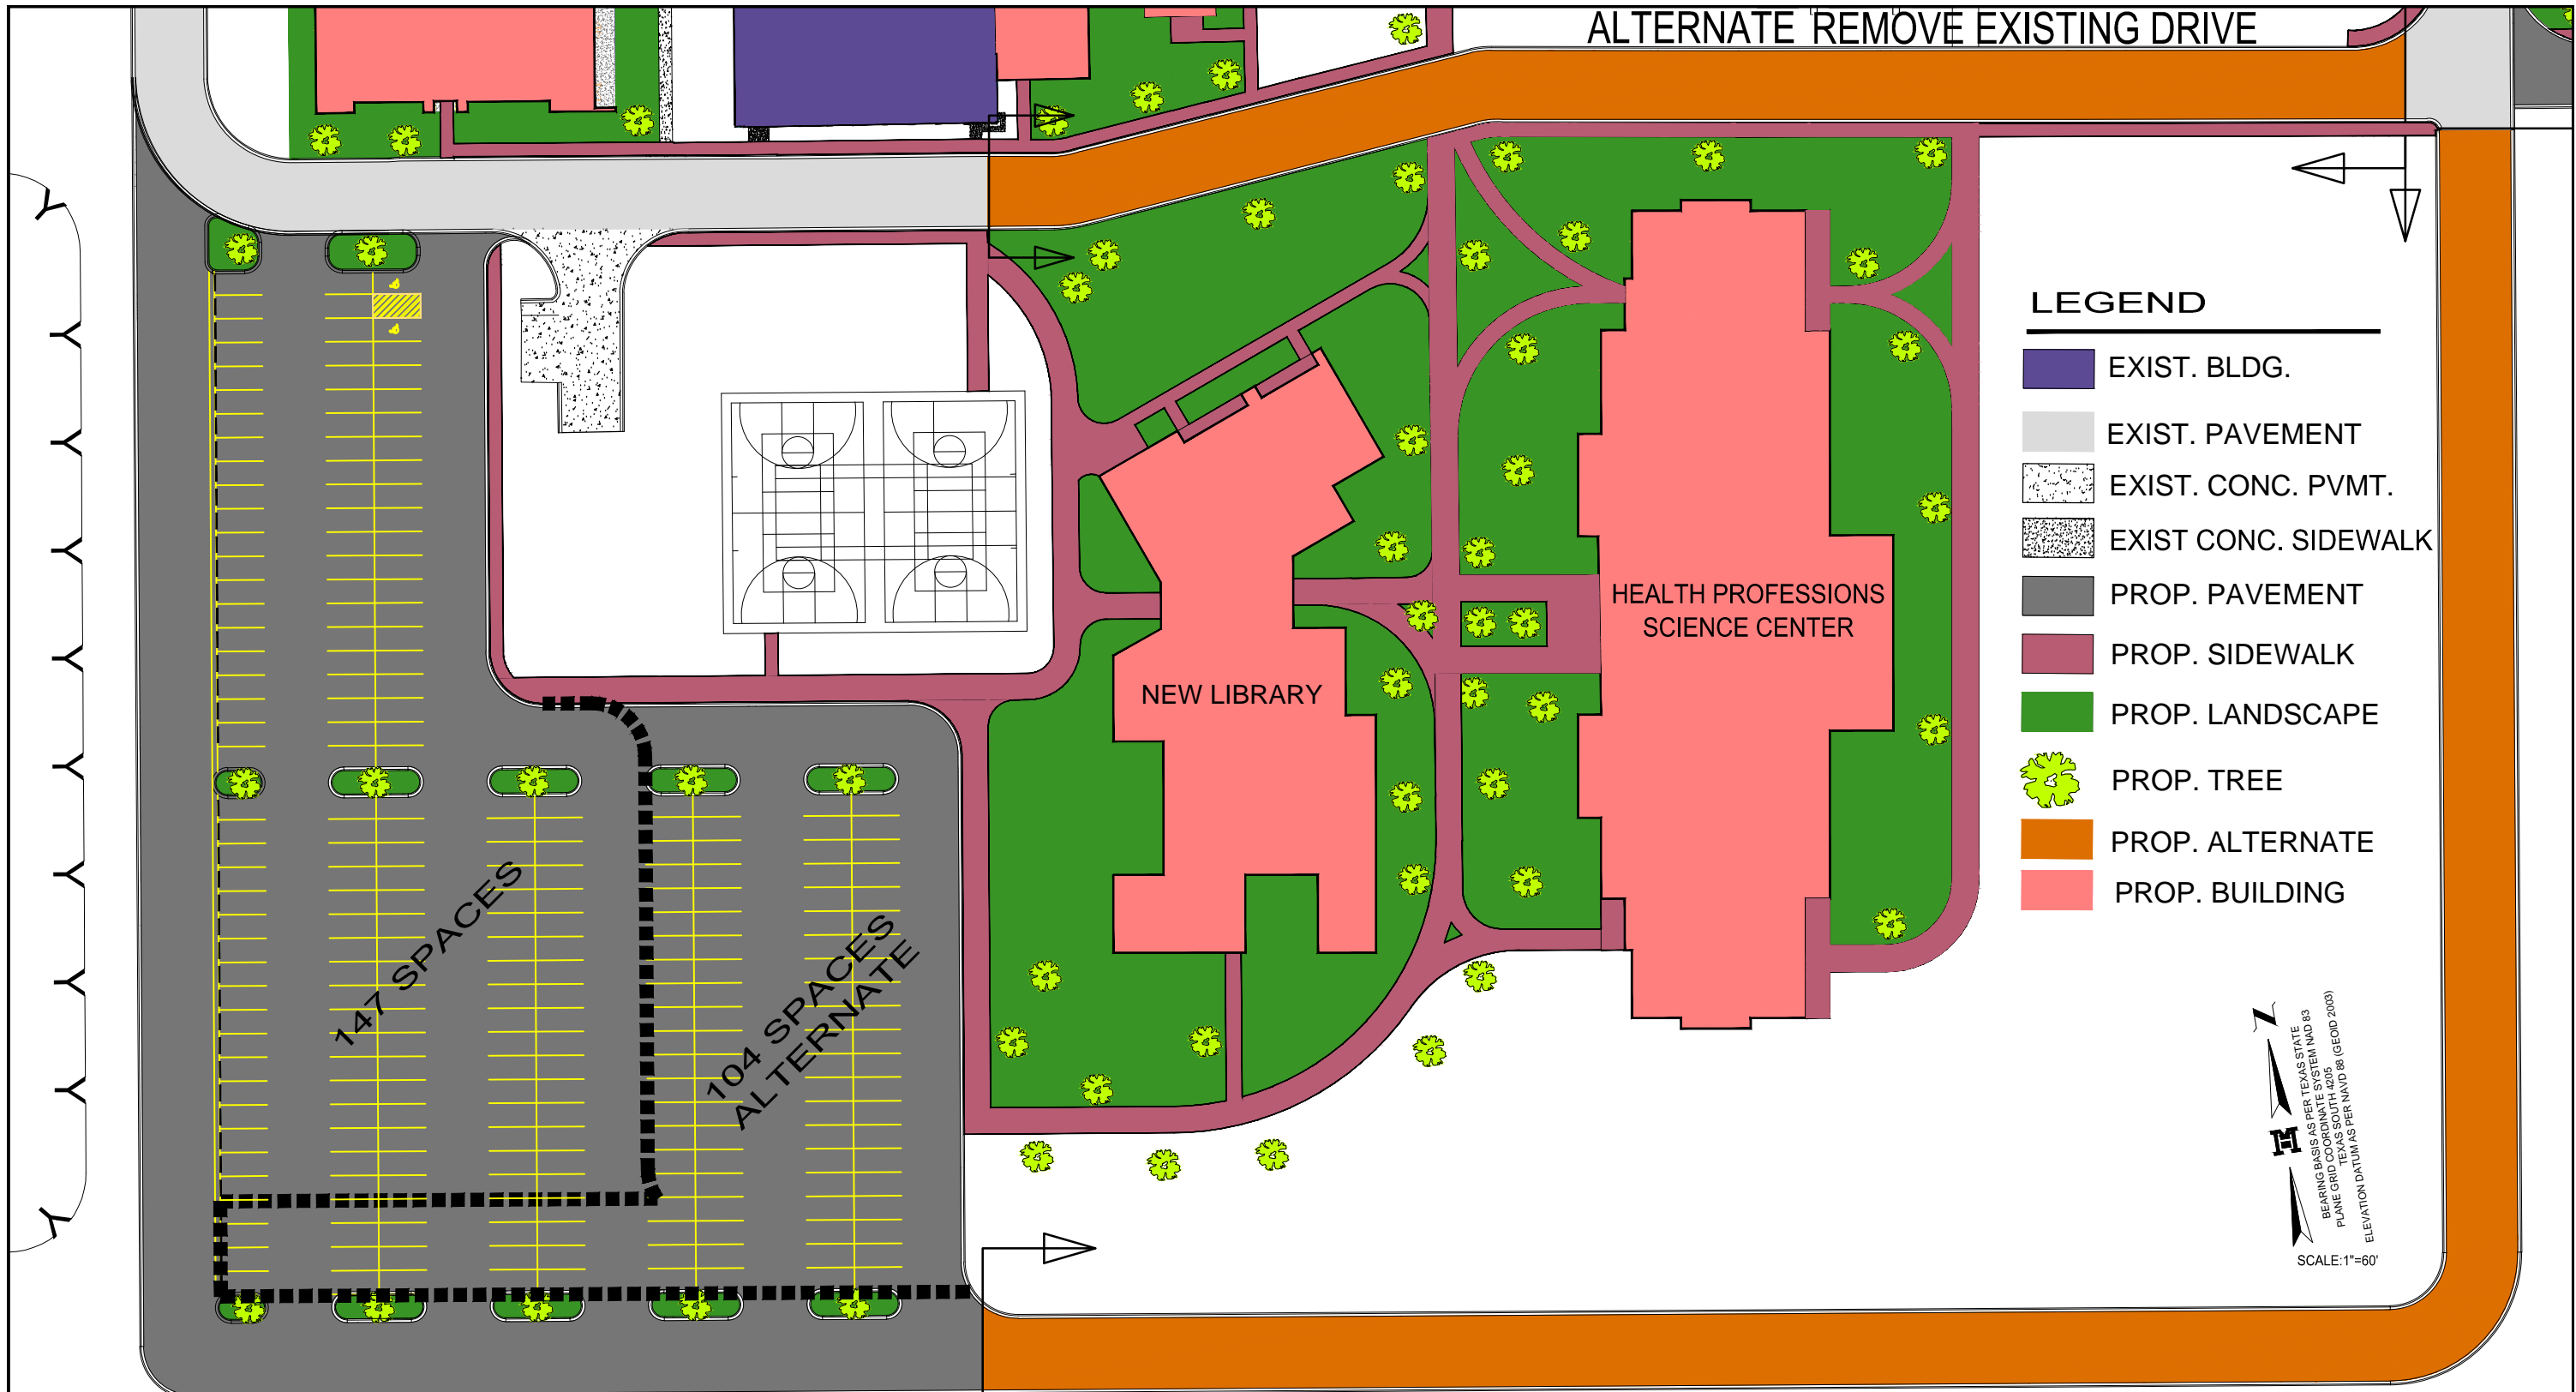 ALTERNATE REMOVE EXISTING DRIVE
LEGEND
EXIST. BLDG.
EXIST. PAVEMENT
EXIST. CONC. PVMT.
EXIST CONC. SIDEWALK
PROP. PAVEMENT
PROP. SIDEWALK
PROP. LANDSCAPE
PROP. TREE
PROP. ALTERNATE
PROP. BUILDING
HEALTH PROFESSIONS
SCIENCE CENTER
NEW LIBRARY
147 SPACES
104 SPACES
ALTERNATE
N
BEARING BASIS AS PER TEXAS STATE
PLANE GRID COORDINATE SYSTEM NAD 83
TEXAS SOUTH 4205
ELEVATION DATUM AS PER NAVD 88 (GEOID 2003)
SCALE:1"=60'